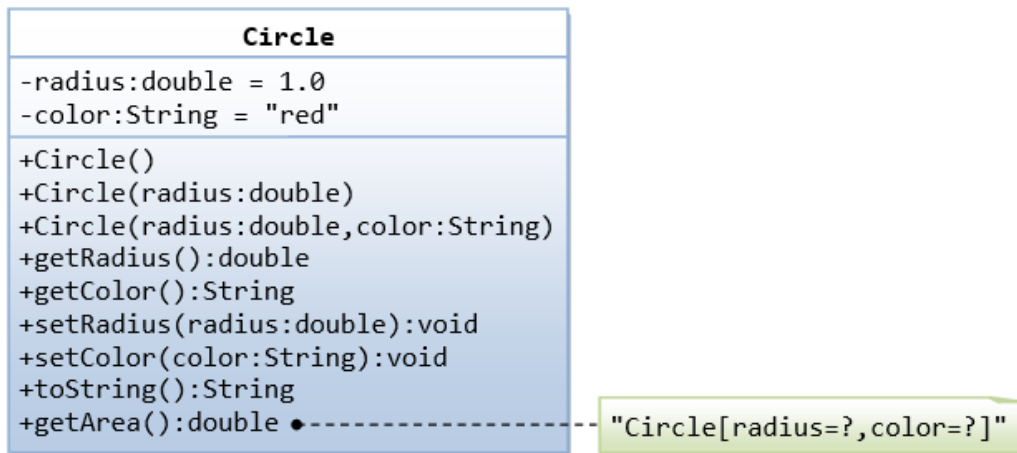 Circle
-radius:double = 1.0
-color:String = "red"
+Circle()
+Circle(radius:double)
+Circle(radius:double,color:String)
+getRadius():double
+getColor():String
+setRadius(radius:double):void
+setColor(color:String):void
+toString():String
+getArea():double
"Circle[radius=?,color=?]"